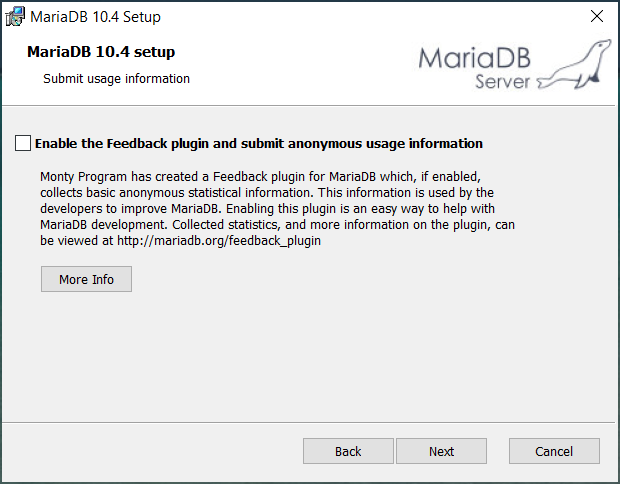 MariaDB 10.4 Setup
MariaDB 10.4 setup
Submit usage information
MariaDB
Server
Enable the Feedback plugin and submit anonymous usage information
Monty Program has created a Feedback plugin for MariaDB which, if enabled,
collects basic anonymous statistical information. This information is used by the
developers to improve MariaDB. Enabling this plugin is an easy way to help with
MariaDB development. Collected statistics, and more information on the plugin, can
be viewed at http://mariadb.org/feedback_plugin
More Info
Back
Next
Cancel